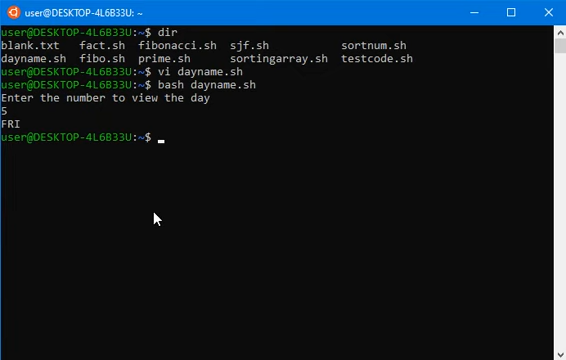 user@DESKTOP-4L6B33U: ~
user@DESKTOP-4L6B33U:~$ dir
blank.txt   fact.sh  fibonacci.sh  sjf.sh           sortnum.sh
dayname.sh  fibo.sh  prime.sh      sortingarray.sh  testcode.sh
user@DESKTOP-4L6B33U:~$ vi dayname.sh
user@DESKTOP-4L6B33U:~$ bash dayname.sh
Enter the number to view the day
5
FRI
user@DESKTOP-4L6B33U:~$